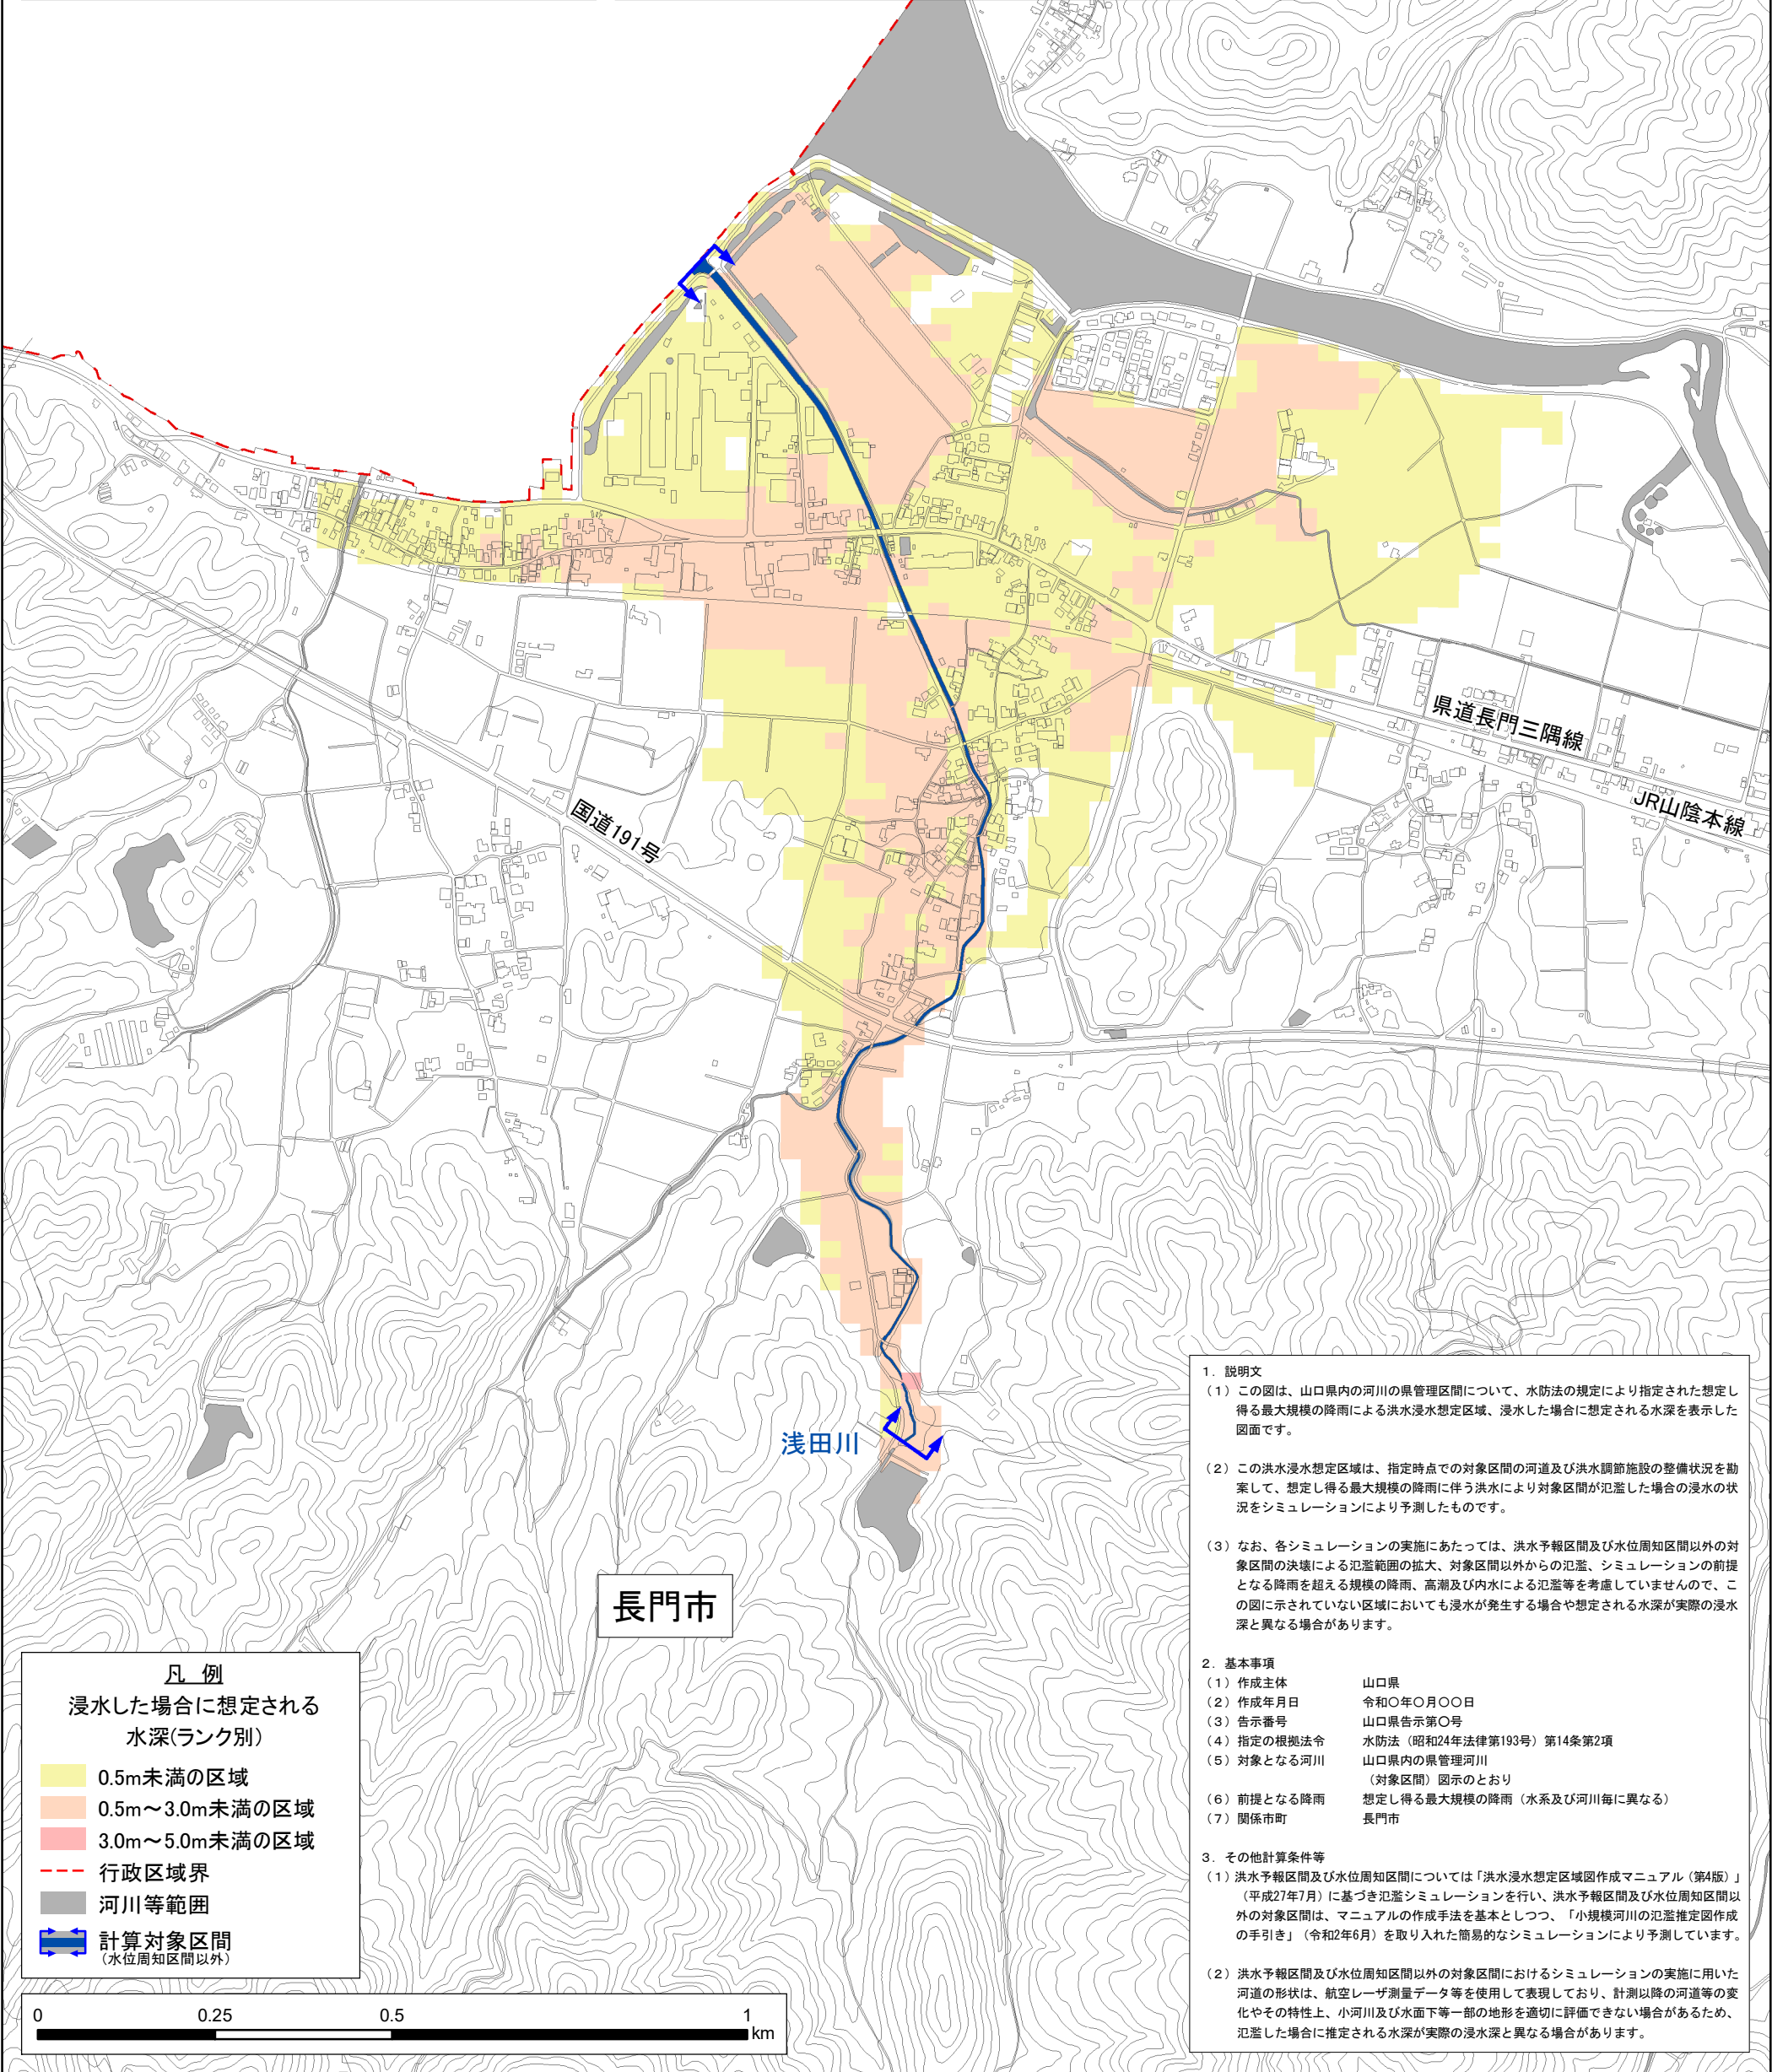 県道長門三隅線
JR山陰本線
国道191号
浅田川
長門市
凡 例
浸水した場合に想定される
水深(ランク別)
0.5m未満の区域
0.5m～3.0m未満の区域
3.0m～5.0m未満の区域
行政区域界
河川等範囲
計算対象区間
(水位周知区間以外)
0 0.25 0.5 1
km
1．説明文
（1）この図は、山口県内の河川の県管理区間について、水防法の規定により指定された想定し
得る最大規模の降雨による洪水浸水想定区域、浸水した場合に想定される水深を表示した
図面です。
（2）この洪水浸水想定区域は、指定時点での対象区間の河道及び洪水調節施設の整備状況を勘
案して、想定し得る最大規模の降雨に伴う洪水により対象区間が氾濫した場合の浸水の状
況をシミュレーションにより予測したものです。
（3）なお、各シミュレーションの実施にあたっては、洪水予報区間及び水位周知区間以外の対
象区間の決壊による氾濫範囲の拡大、対象区間以外からの氾濫、シミュレーションの前提
となる降雨を超える規模の降雨、高潮及び内水による氾濫等を考慮していませんので、こ
の図に示されていない区域においても浸水が発生する場合や想定される水深が実際の浸水
深と異なる場合があります。
2．基本事項
（1）作成主体 山口県
（2）作成年月日 令和〇年〇月〇〇日
（3）告示番号 山口県告示第〇号
（4）指定の根拠法令 水防法（昭和24年法律第193号）第14条第2項
（5）対象となる河川 山口県内の県管理河川
（対象区間）図示のとおり
（6）前提となる降雨 想定し得る最大規模の降雨（水系及び河川毎に異なる）
（7）関係市町 長門市
3．その他計算条件等
（1）洪水予報区間及び水位周知区間については「洪水浸水想定区域図作成マニュアル（第4版）」
（平成27年7月）に基づき氾濫シミュレーションを行い、洪水予報区間及び水位周知区間以
外の対象区間は、マニュアルの作成手法を基本としつつ、「小規模河川の氾濫推定図作成
の手引き」（令和2年6月）を取り入れた簡易的なシミュレーションにより予測しています。
（2）洪水予報区間及び水位周知区間以外の対象区間におけるシミュレーションの実施に用いた
河道の形状は、航空レーザ測量データ等を使用して表現しており、計測以降の河道等の変
化やその特性上、小河川及び水面下等一部の地形を適切に評価できない場合があるため、
氾濫した場合に推定される水深が実際の浸水深と異なる場合があります。